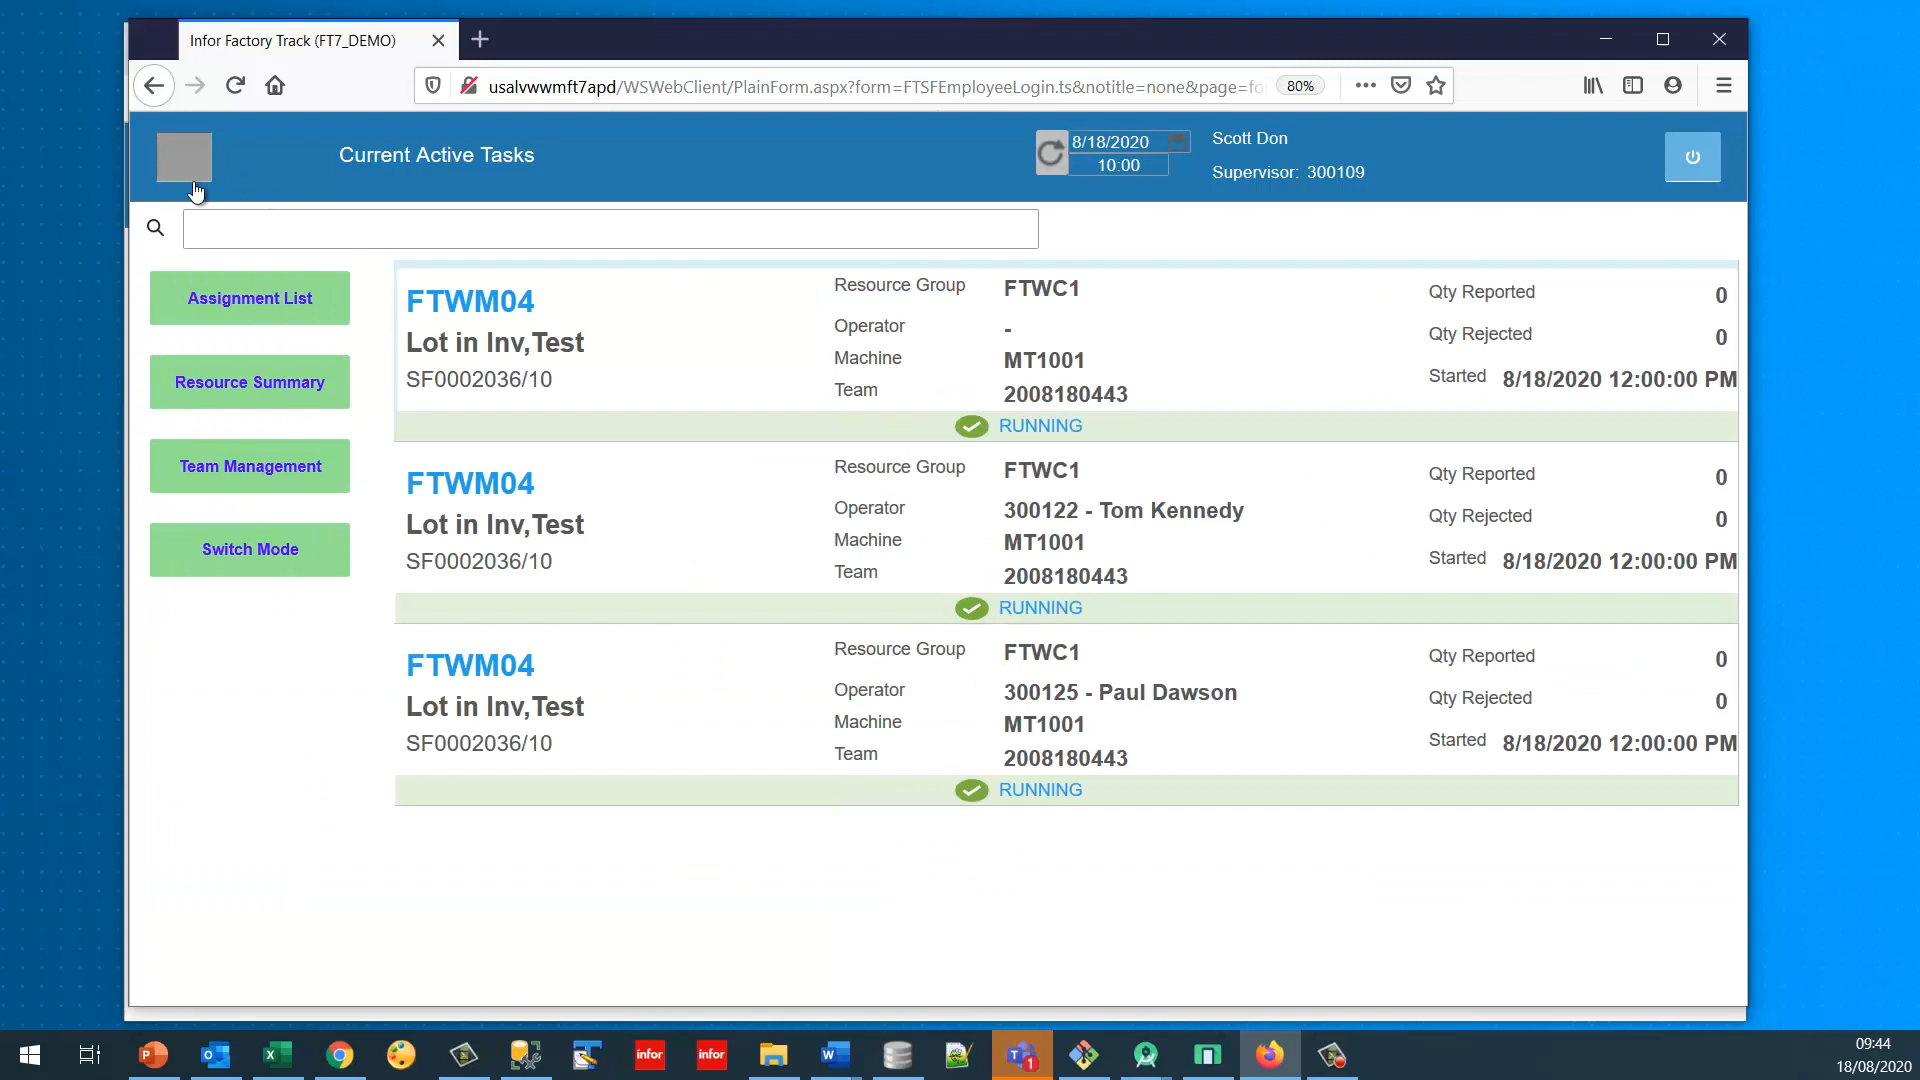 Infor Factory Track (FT7_DEMO)
usalvwwmft7apd/WSWebClient/PlainForm.aspx?form=FTSFEmployeeLogin.ts&notitle=none&page=fo
80%
Current Active Tasks
8/18/2020
10:00
Scott Don
Supervisor: 300109
Assignment List
Resource Summary
Team Management
Switch Mode
FTWM04
Lot in Inv,Test
SF0002036/10
Resource Group FTWC1
Operator -
Machine MT1001
Team 2008180443
Qty Reported 0
Qty Rejected 0
Started 8/18/2020 12:00:00 PM
RUNNING
FTWM04
Lot in Inv,Test
SF0002036/10
Resource Group FTWC1
Operator 300122 - Tom Kennedy
Machine MT1001
Team 2008180443
Qty Reported 0
Qty Rejected 0
Started 8/18/2020 12:00:00 PM
RUNNING
FTWM04
Lot in Inv,Test
SF0002036/10
Resource Group FTWC1
Operator 300125 - Paul Dawson
Machine MT1001
Team 2008180443
Qty Reported 0
Qty Rejected 0
Started 8/18/2020 12:00:00 PM
RUNNING
infor
infor
1
09:44
18/08/2020